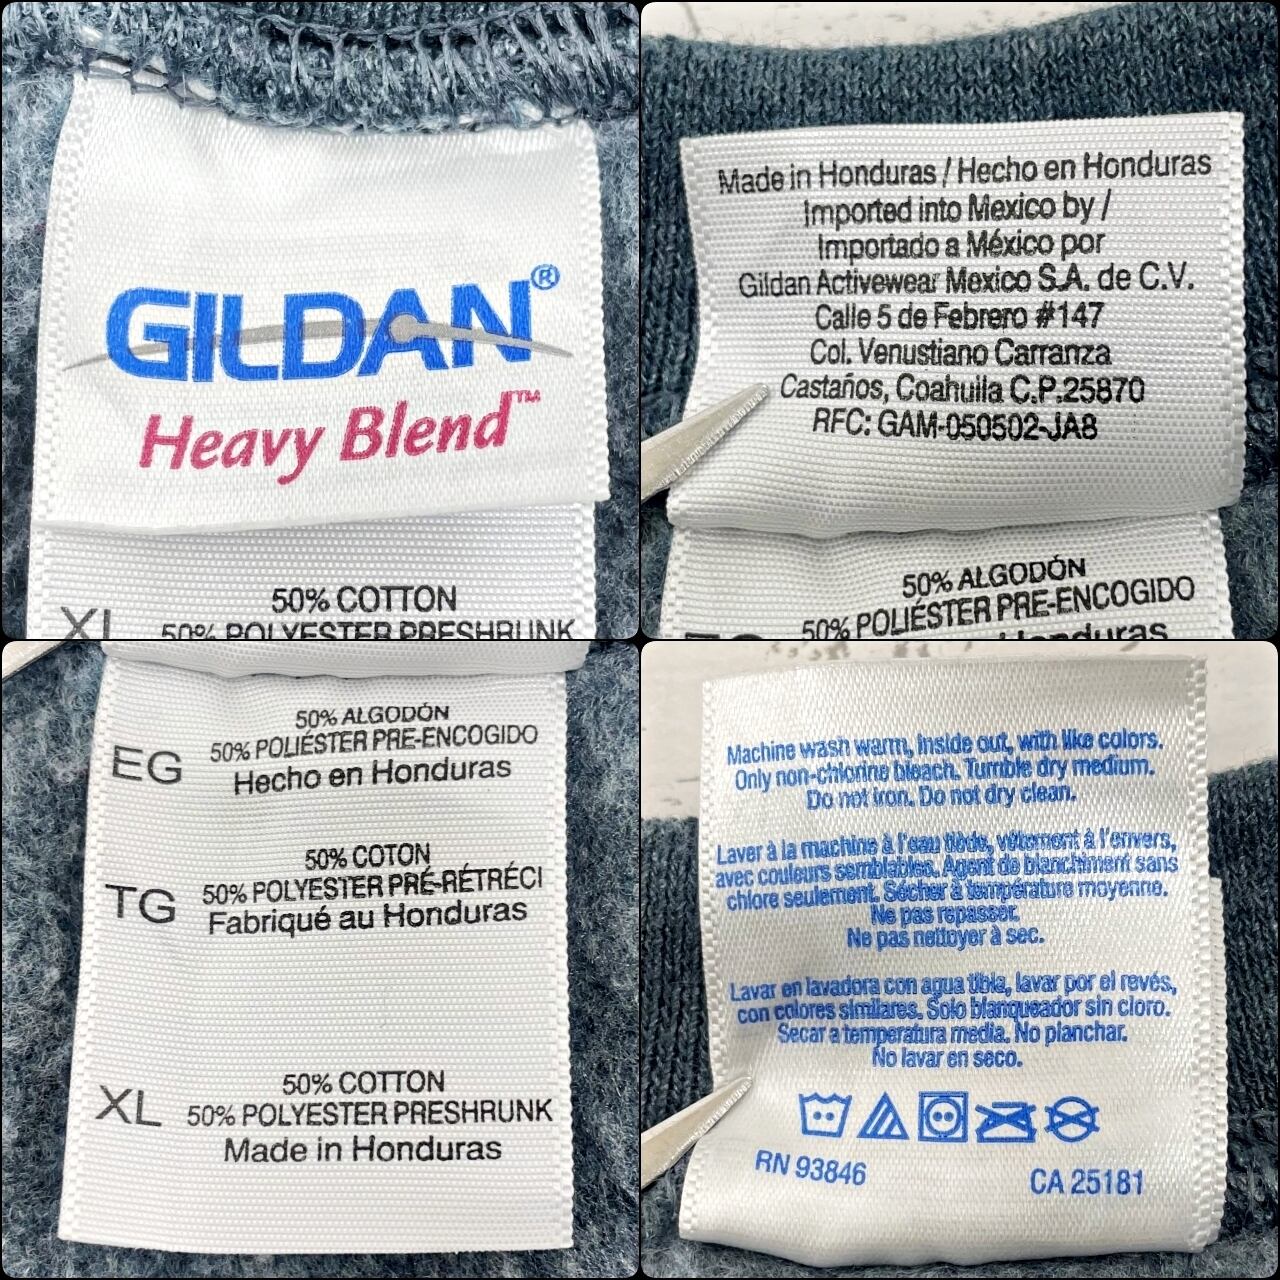 GILDAN®
Heavy Blend™
50% COTTON
XL 50% POLYESTER PRESHRUNK
Made in Honduras / Hecho en Honduras
Imported into Mexico by /
Importado a México por
Gildan Activewear Mexico S.A. de C.V.
Calle 5 de Febrero #147
Col. Venustiano Carranza
Castaños, Coahuila C.P.25870
RFC: GAM-050502-JA8
50% ALGODÓN
50% POLIÉSTER PRE-ENCOGIDO
Honduras
50% ALGODÓN
EG 50% POLIÉSTER PRE-ENCOGIDO
Hecho en Honduras
50% COTON
TG 50% POLYESTER PRÉ-RÉTRÉCI
Fabriqué au Honduras
50% COTTON
XL 50% POLYESTER PRESHRUNK
Made in Honduras
Machine wash warm, inside out, with like colors.
Only non-chlorine bleach. Tumble dry medium.
Do not iron. Do not dry clean.
Laver à la machine à l'eau tiède, vêtement à l'envers,
avec couleurs semblables. Agent de blanchiment sans
chlore seulement. Sécher à température moyenne.
Ne pas repasser.
Ne pas nettoyer à sec.
Lavar en lavadora con agua tibia, lavar por el revés,
con colores similares. Solo blanqueador sin cloro.
Secar a temperatura media. No planchar.
No lavar en seco.
RN 93846
CA 25181